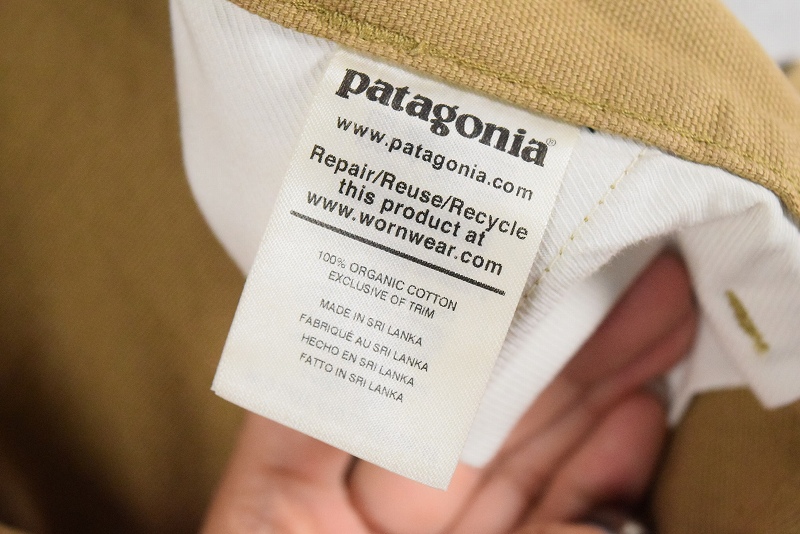 patagonia®
www.patagonia.com
Repair/Reuse/Recycle
this product at
www.wornwear.com
100% ORGANIC COTTON
EXCLUSIVE OF TRIM
MADE IN SRI LANKA
FABRIQUÉ AU SRI LANKA
HECHO EN SRI LANKA
FATTO IN SRI LANKA